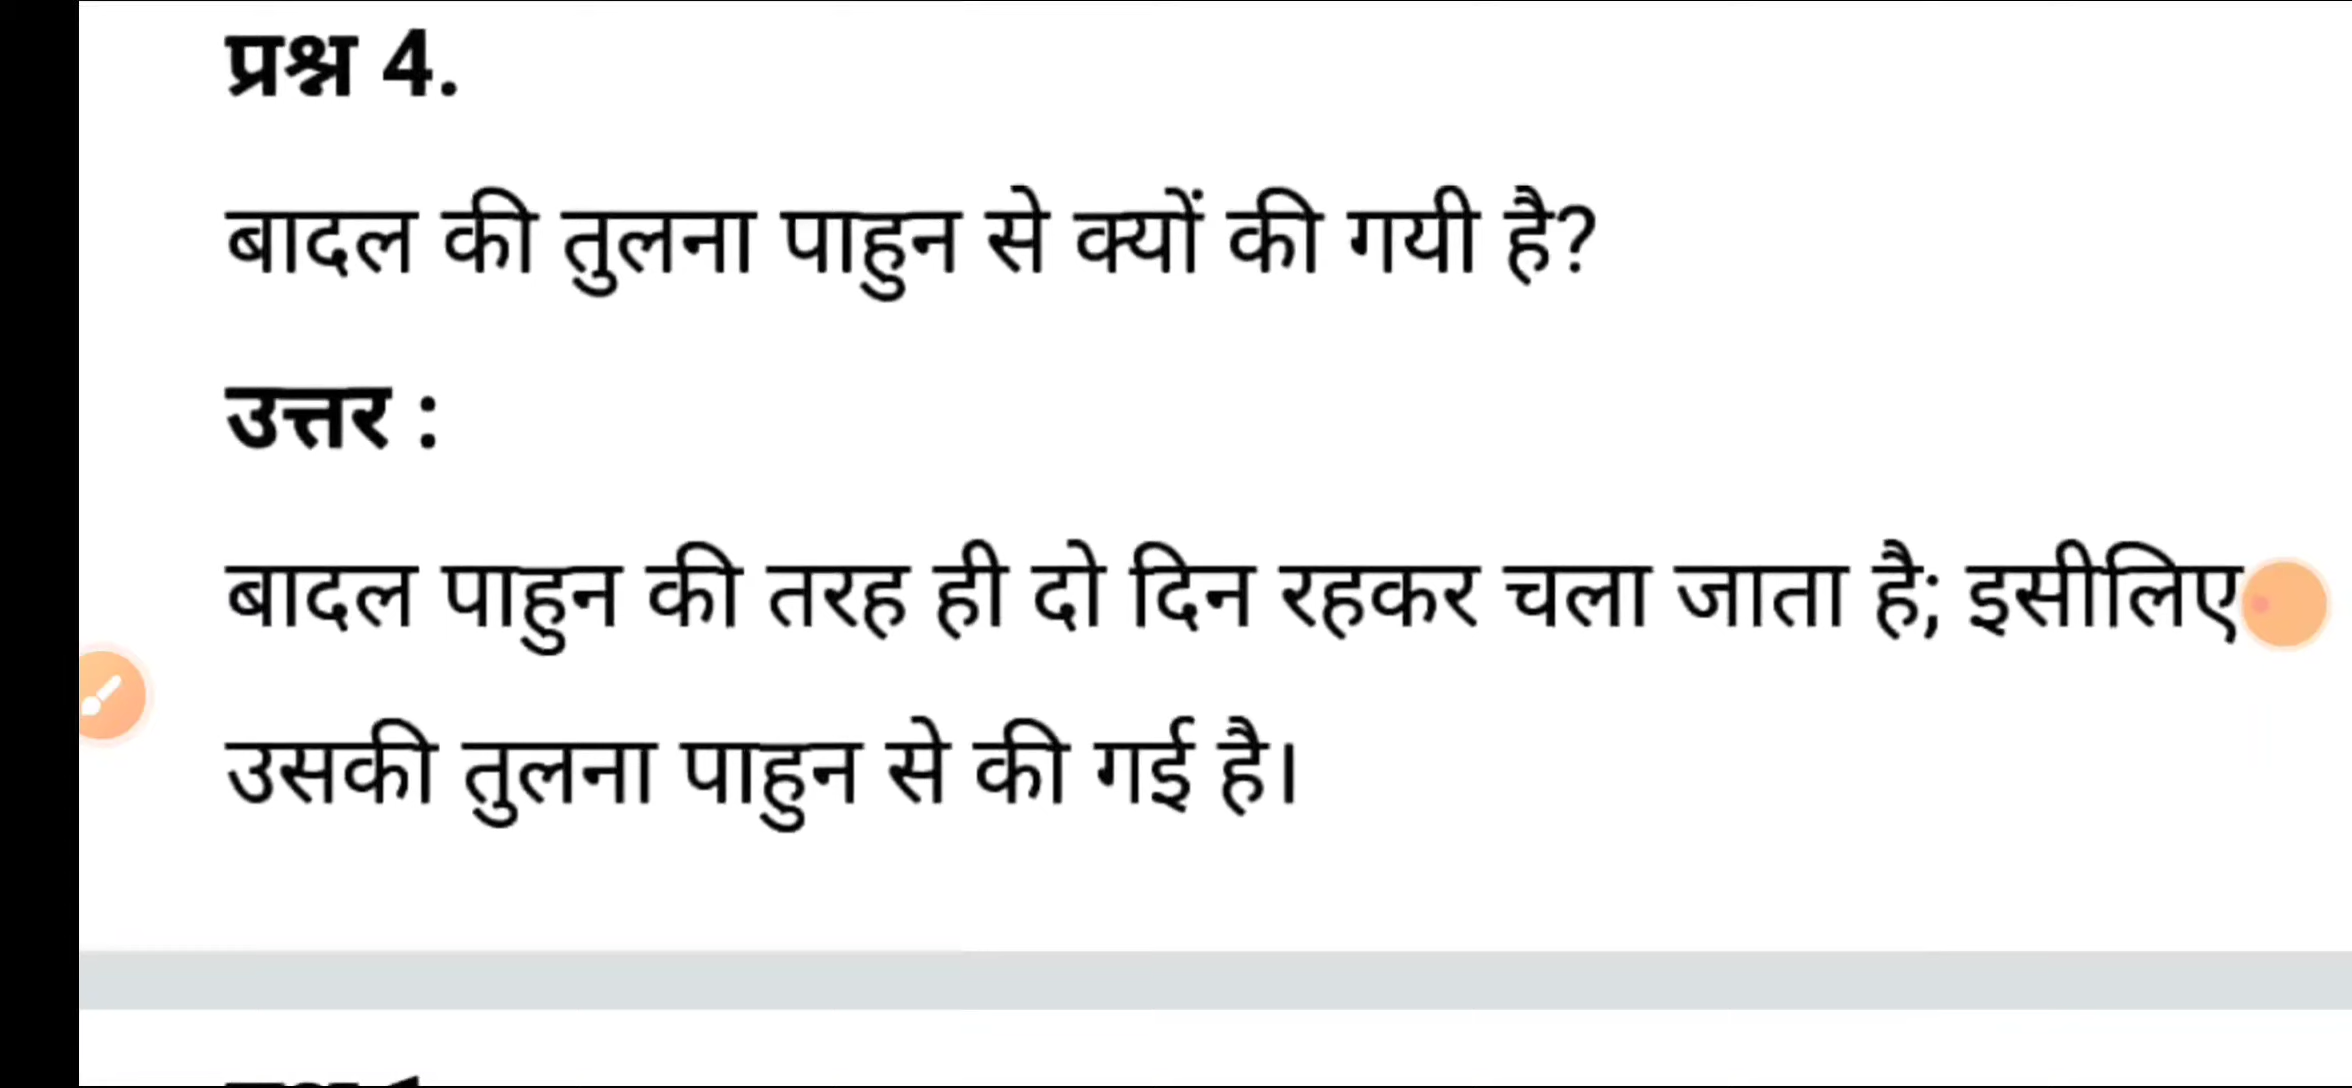 प्रश्न 4.
बादल की तुलना पाहुन से क्यों की गयी है?
उत्तर :
बादल पाहुन की तरह ही दो दिन रहकर चला जाता है; इसीलिए
उसकी तुलना पाहुन से की गई है।